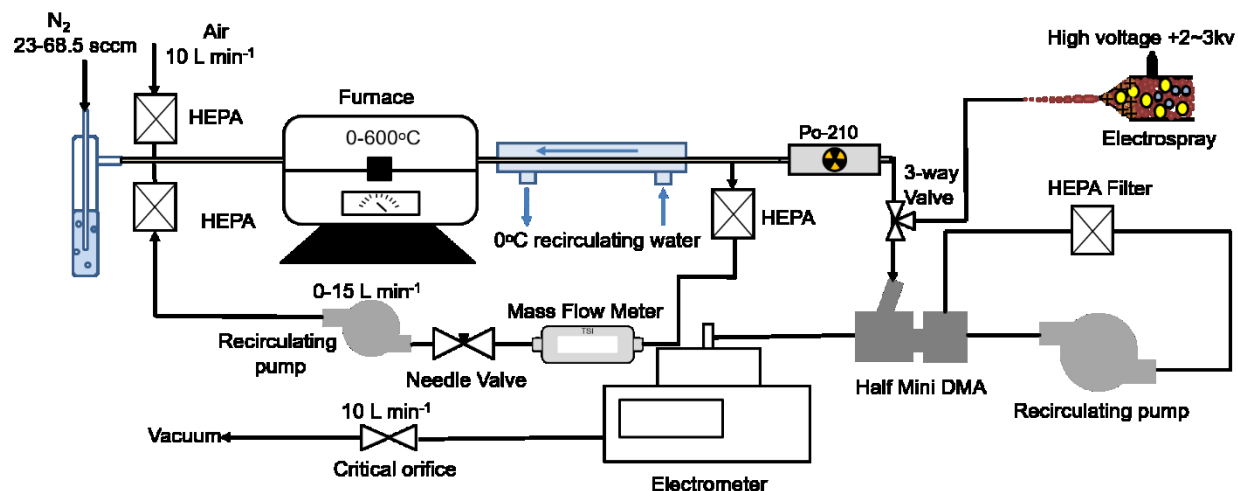 N₂
23-68.5 sccm
Air
10 L min⁻¹
HEPA
HEPA
Furnace
0-600°C
0°C recirculating water
HEPA
Po-210
3-way
Valve
High voltage +2~3kv
Electrospray
HEPA Filter
0-15 L min⁻¹
Recirculating
pump
Needle Valve
Mass Flow Meter
TSI
Half Mini DMA
Recirculating pump
10 L min⁻¹
Vacuum
Critical orifice
Electrometer